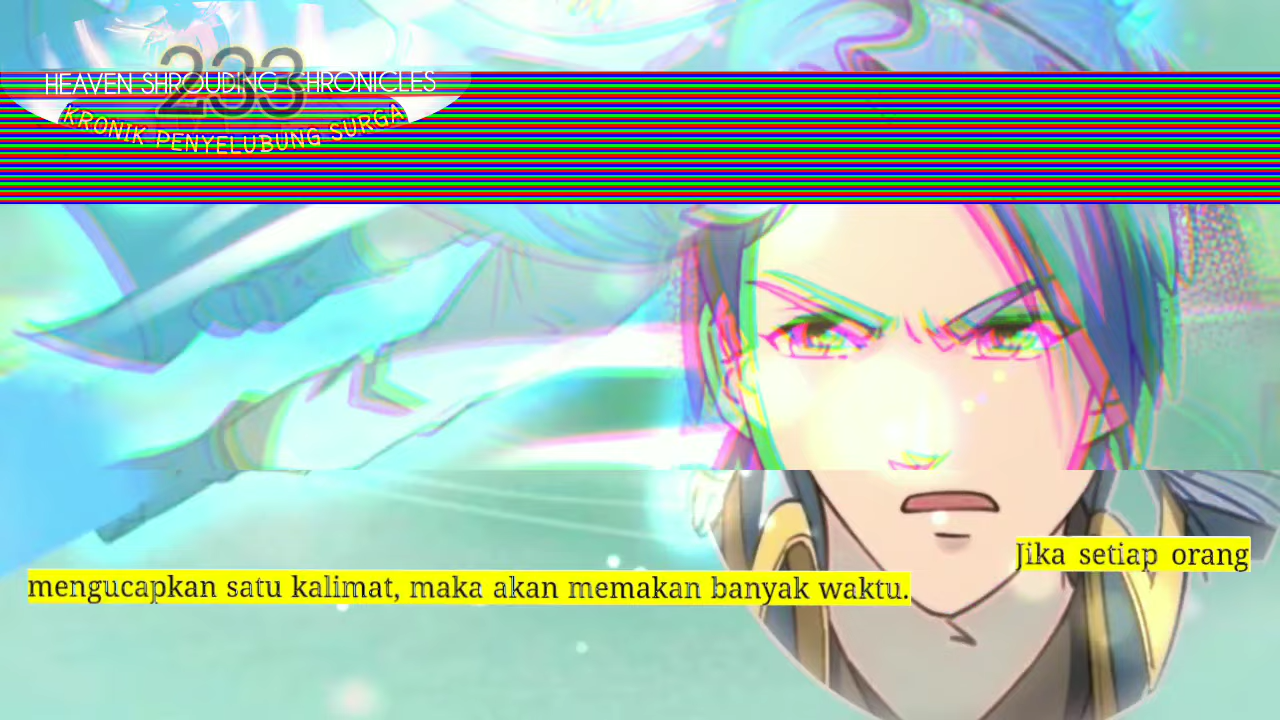 233
HEAVEN SHROUDING CHRONICLES
KRONIK PENYELUBUNG SURGA
Jika setiap orang
mengucapkan satu kalimat, maka akan memakan banyak waktu.